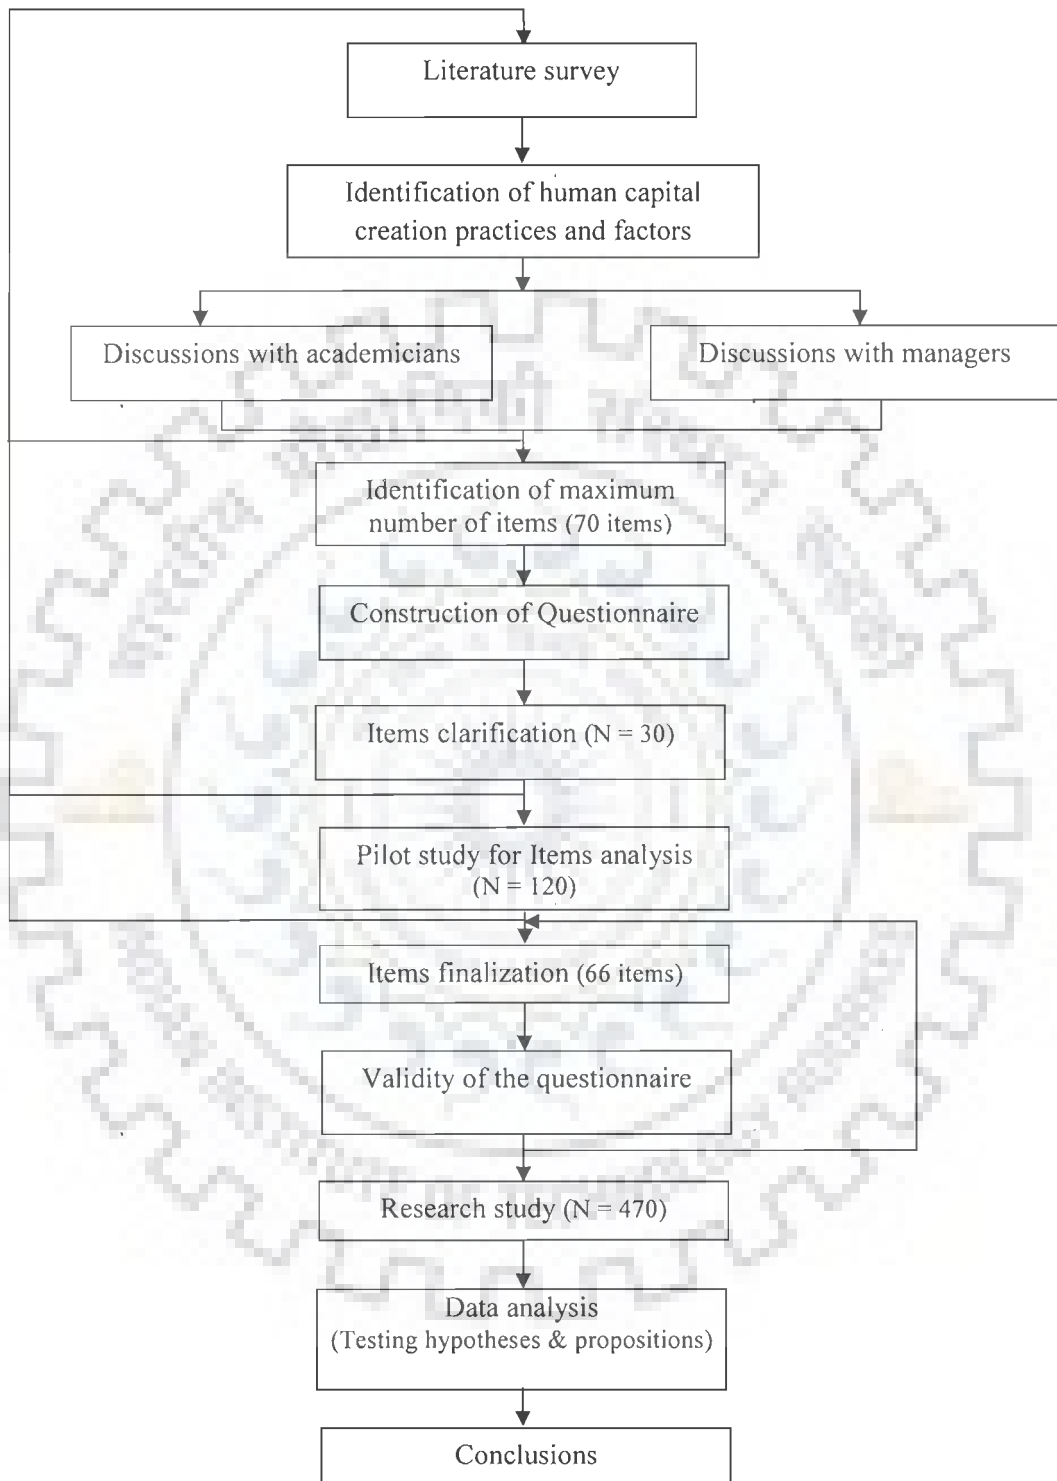 Literature survey
Identification of human capital
creation practices and factors
Discussions with academicians
Discussions with managers
Identification of maximum
number of items (70 items)
Construction of Questionnaire
Items clarification (N = 30)
Pilot study for Items analysis
(N = 120)
Items finalization (66 items)
Validity of the questionnaire
Research study (N = 470)
Data analysis
(Testing hypotheses & propositions)
Conclusions